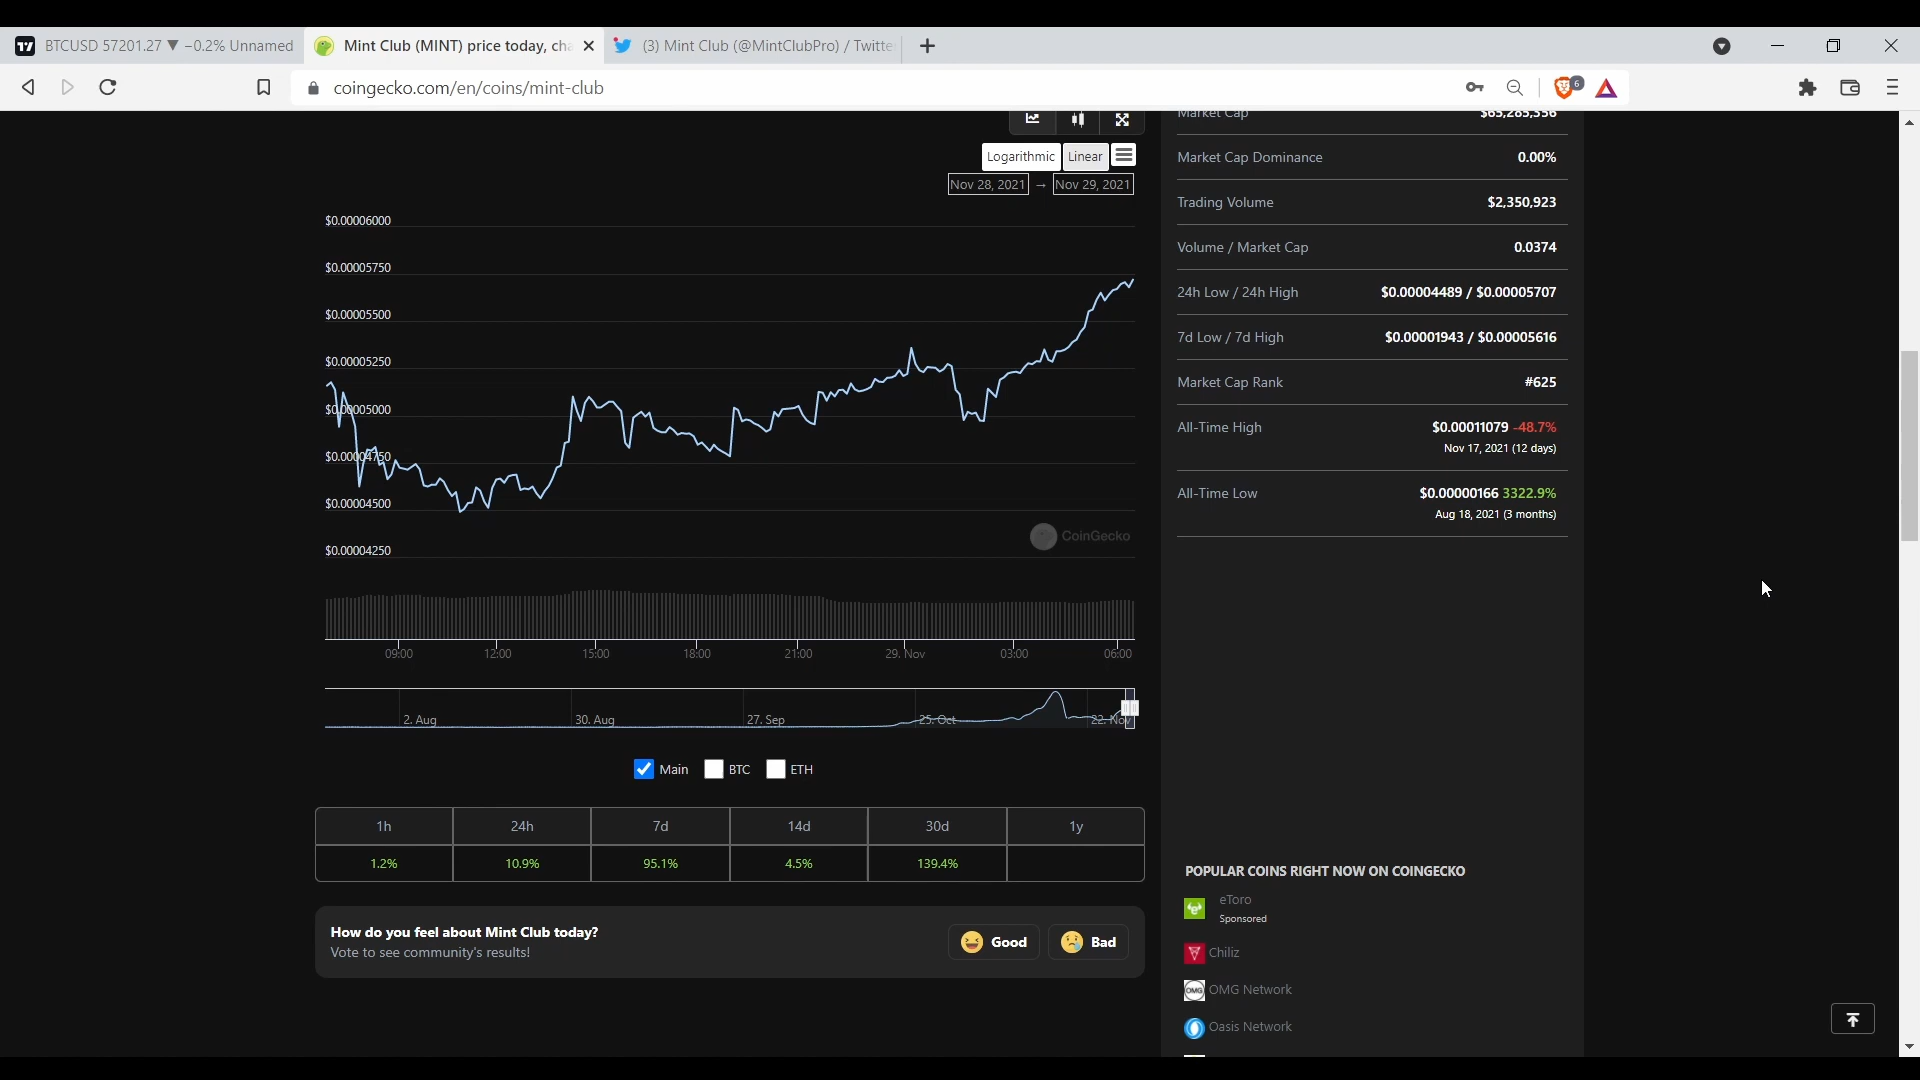 BTCUSD 57201.27 ▼ −0.2% Unnamed
Mint Club (MINT) price today, cha
(3) Mint Club (@MintClubPro) / Twitte
coingecko.com/en/coins/mint-club
6
Logarithmic
Linear
Nov 28, 2021 → Nov 29, 2021
$0.00006000
$0.00005750
$0.00005500
$0.00005250
$0.00005000
$0.00004750
$0.00004500
$0.00004250
CoinGecko
09:00
12:00
15:00
18:00
21:00
29. Nov
03:00
06:00
2. Aug
30. Aug
27. Sep
25. Oct
22. Nov
Main
BTC
ETH
1h 24h 7d 14d 30d 1y
1.2% 10.9% 95.1% 4.5% 139.4%
How do you feel about Mint Club today?
Vote to see community's results!
Good
Bad
Market Cap $65,285,356
Market Cap Dominance 0.00%
Trading Volume $2,350,923
Volume / Market Cap 0.0374
24h Low / 24h High $0.00004489 / $0.00005707
7d Low / 7d High $0.00001943 / $0.00005616
Market Cap Rank #625
All-Time High $0.00011079 -48.7%
Nov 17, 2021 (12 days)
All-Time Low $0.00000166 3322.9%
Aug 18, 2021 (3 months)
POPULAR COINS RIGHT NOW ON COINGECKO
eToro
Sponsored
Chiliz
OMG
OMG Network
Oasis Network